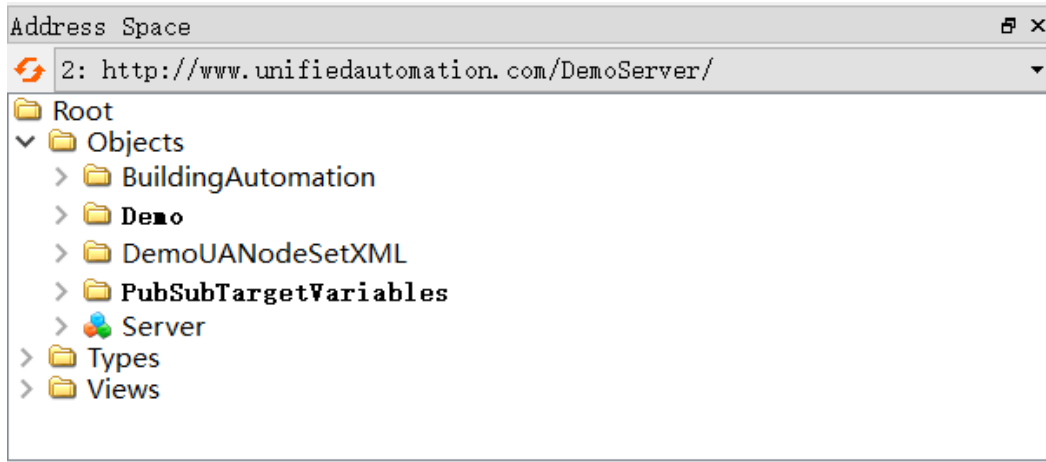 Address Space
2: http://www.unifiedautomation.com/DemoServer/
Root
Objects
BuildingAutomation
Demo
DemoUANodeSetXML
PubSubTargetVariables
Server
Types
Views